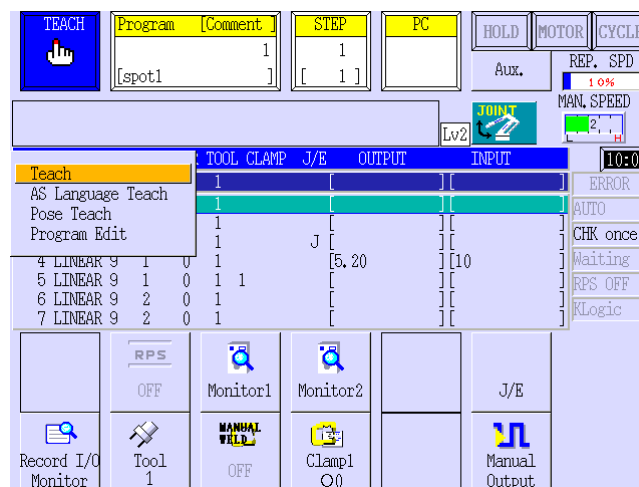 TEACH
Program [Comment ]
1
[spot1 ]
STEP
1
[ 1 ]
PC
HOLD
MOTOR
CYCLE
Aux.
REP. SPD
10%
MAN. SPEED
2
L H
Lv2
JOINT
TOOL CLAMP J/E OUTPUT INPUT
10:0
Teach
AS Language Teach
Pose Teach
Program Edit
1 [ ][ ]
1 [ ][ ]
1 [ ][ ]
1 J [ ][ ]
4 LINEAR 9 1 0 1 [5.20 ][10 ]
5 LINEAR 9 1 0 1 1 [ ][ ]
6 LINEAR 9 2 0 1 [ ][ ]
7 LINEAR 9 2 0 1 [ ][ ]
ERROR
AUTO
CHK once
Waiting
RPS OFF
KLogic
RPS
OFF
Monitor1
Monitor2
J/E
Record I/O
Monitor
Tool
1
MANUAL
WELD
OFF
Clamp1
O()
Manual
Output